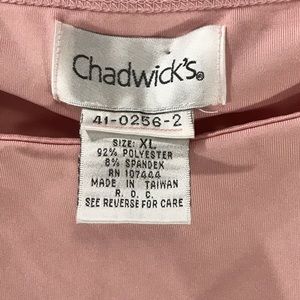 Chadwick's®
41-0256-2
SIZE: XL
92% POLYESTER
8% SPANDEX
RN 107444
MADE IN TAIWAN
R. O. C.
SEE REVERSE FOR CARE